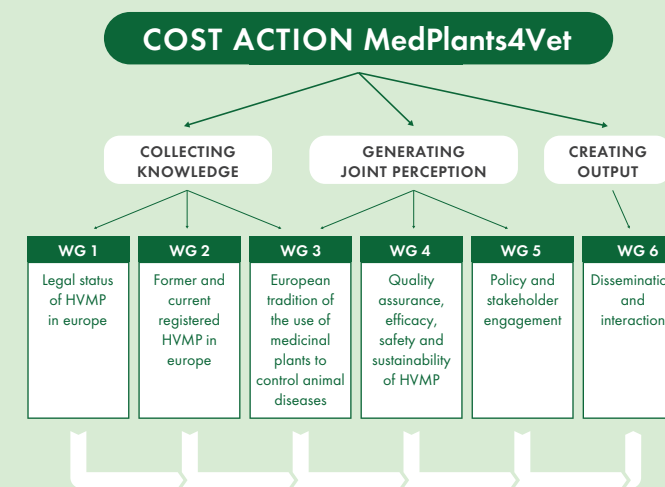 COST ACTION MedPlants4Vet
COLLECTING
KNOWLEDGE
GENERATING
JOINT PERCEPTION
CREATING
OUTPUT
WG 1
Legal status
of HVMP
in europe
WG 2
Former and
current
registered
HVMP in
europe
WG 3
European
tradition of
the use of
medicinal
plants to
control animal
diseases
WG 4
Quality
assurance,
efficacy,
safety and
sustainability
of HVMP
WG 5
Policy and
stakeholder
engagement
WG 6
and
interaction